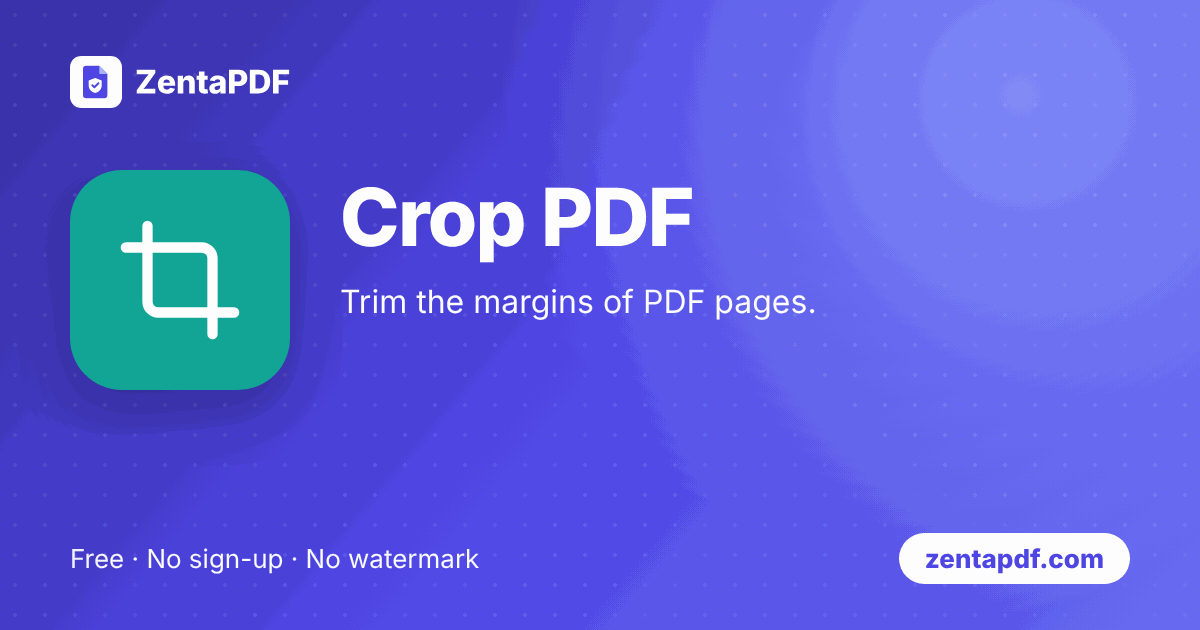 ZentaPDF
Crop PDF
Trim the margins of PDF pages.
Free · No sign-up · No watermark
zentapdf.com